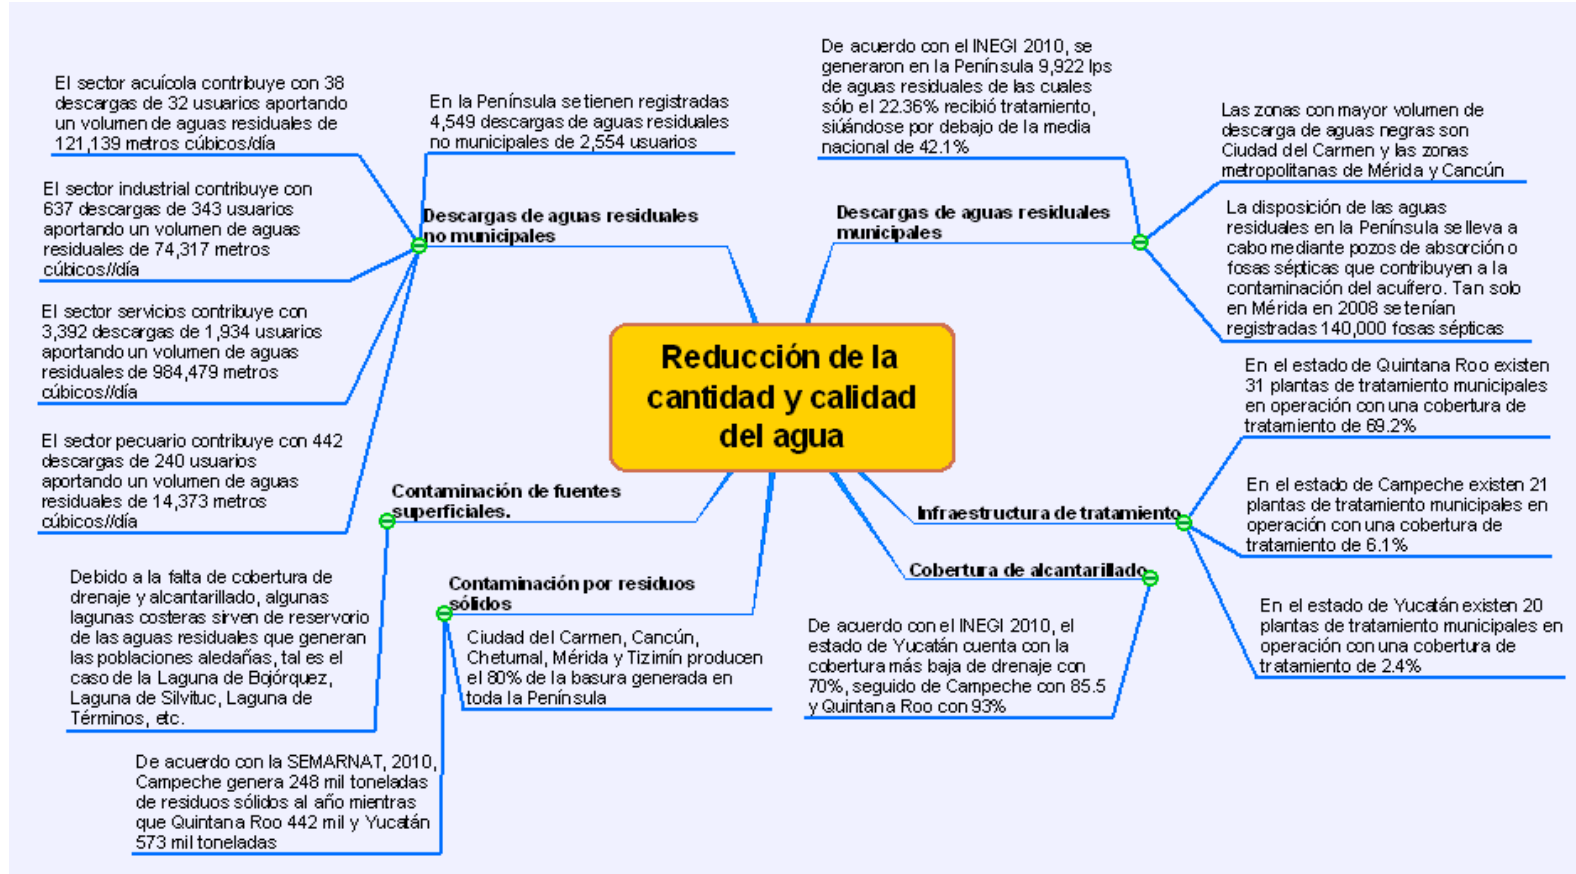 El sector acuícola contribuye con 38
descargas de 32 usuarios aportando
un volumen de aguas residuales de
121,139 metros cúbicos/día
En la Península se tienen registradas
4,549 descargas de aguas residuales
no municipales de 2,554 usuarios
El sector industrial contribuye con
637 descargas de 343 usuarios
aportando un volumen de aguas
residuales de 74,317 metros
cúbicos//día
Descargas de aguas residuales
no municipales
El sector servicios contribuye con
3,392 descargas de 1,934 usuarios
aportando un volumen de aguas
residuales de 984,479 metros
cúbicos//día
El sector pecuario contribuye con 442
descargas de 240 usuarios
aportando un volumen de aguas
residuales de 14,373 metros
cúbicos//día
De acuerdo con el INEGI 2010, se
generaron en la Península 9,922 lps
de aguas residuales de las cuales
sólo el 22.36% recibió tratamiento,
siúándose por debajo de la media
nacional de 42.1%
Descargas de aguas residuales
municipales
Las zonas con mayor volumen de
descarga de aguas negras son
Ciudad del Carmen y las zonas
metropolitanas de Mérida y Cancún
La disposición de las aguas
residuales en la Península se lleva a
cabo mediante pozos de absorción o
fosas sépticas que contribuyen a la
contaminación del acuífero. Tan solo
en Mérida en 2008 se tenían
registradas 140,000 fosas sépticas
Reducción de la
cantidad y calidad
del agua
En el estado de Quintana Roo existen
31 plantas de tratamiento municipales
en operación con una cobertura de
tratamiento de 69.2%
Infraestructura de tratamiento
En el estado de Campeche existen 21
plantas de tratamiento municipales en
operación con una cobertura de
tratamiento de 6.1%
En el estado de Yucatán existen 20
plantas de tratamiento municipales en
operación con una cobertura de
tratamiento de 2.4%
Cobertura de alcantarillado
De acuerdo con el INEGI 2010, el
estado de Yucatán cuenta con la
cobertura más baja de drenaje con
70%, seguido de Campeche con 85.5
y Quintana Roo con 93%
Contaminación de fuentes
superficiales.
Debido a la falta de cobertura de
drenaje y alcantarillado, algunas
lagunas costeras sirven de reservorio
de las aguas residuales que generan
las poblaciones aledañas, tal es el
caso de la Laguna de Bojórquez,
Laguna de Silvituc, Laguna de
Términos, etc.
Contaminación por residuos
sólidos
Ciudad del Carmen, Cancún,
Chetumal, Mérida y Tizimín producen
el 80% de la basura generada en
toda la Península
De acuerdo con la SEMARNAT, 2010,
Campeche genera 248 mil toneladas
de residuos sólidos al año mientras
que Quintana Roo 442 mil y Yucatán
573 mil toneladas